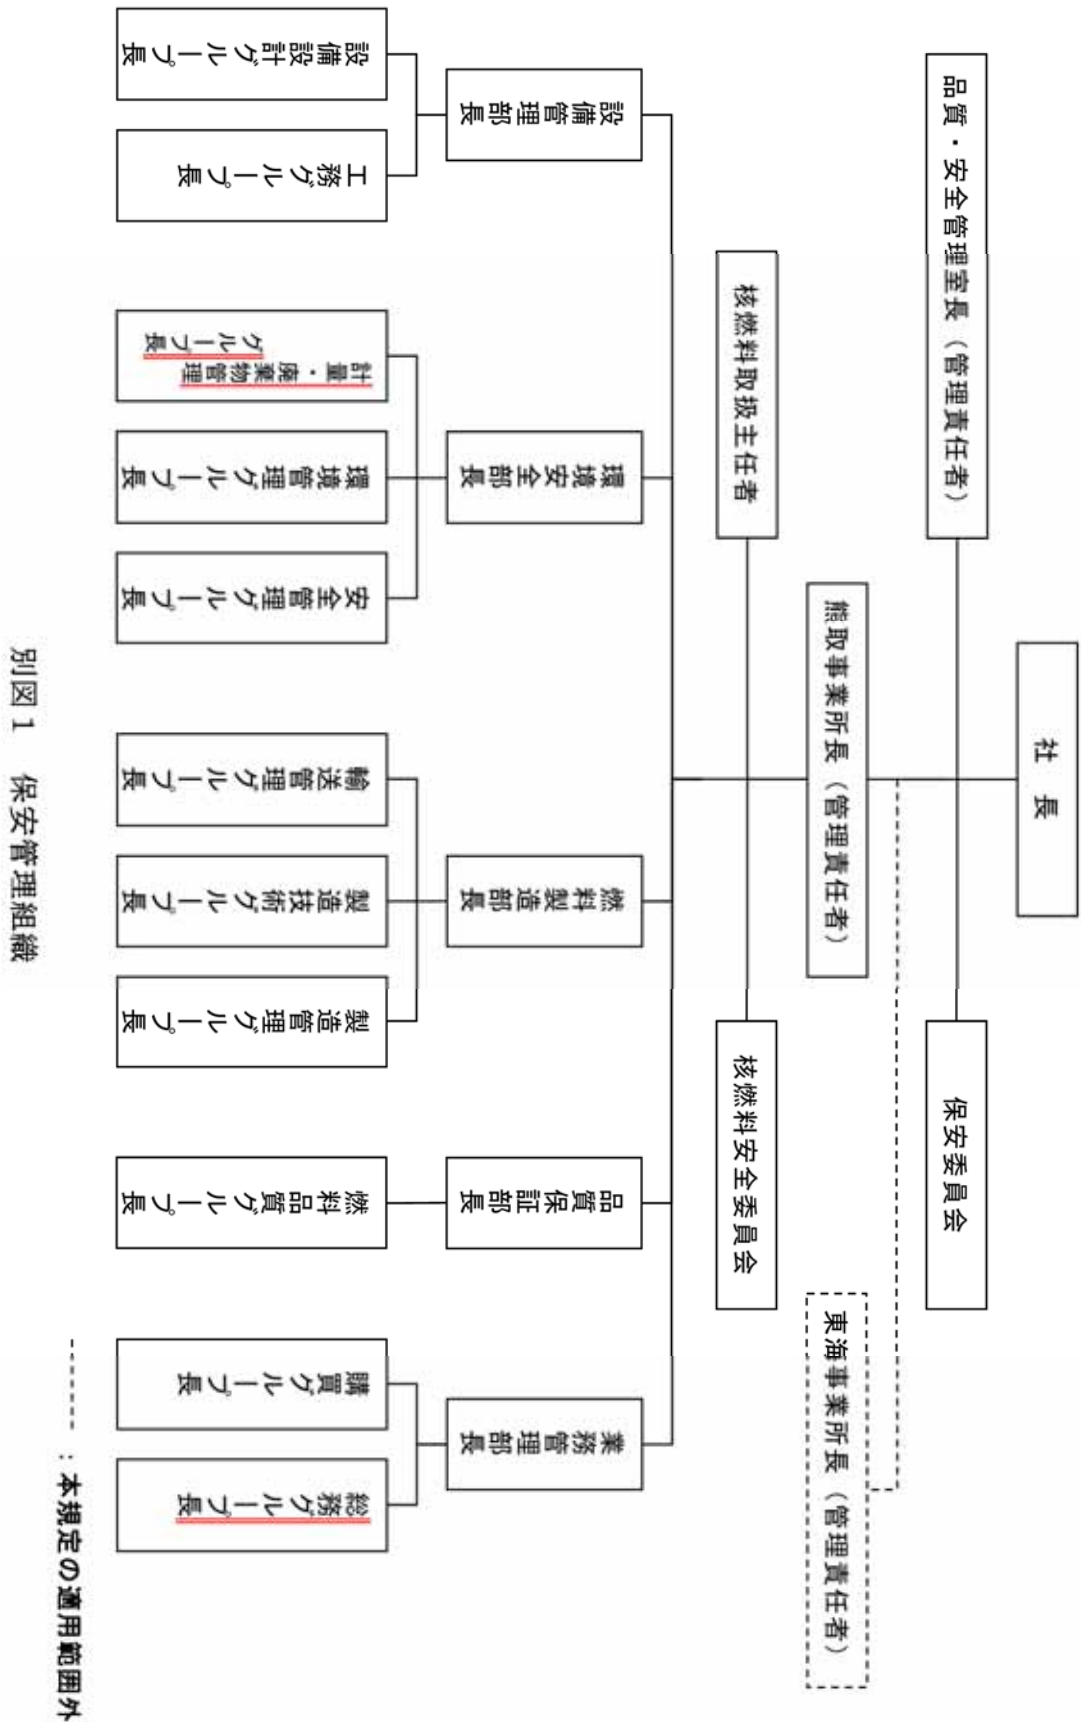 社　長
品質・安全管理室長（管理責任者）
保安委員会
熊取事業所長（管理責任者）
東海事業所長（管理責任者）
核燃料取扱主任者
核燃料安全委員会
設備管理部長
環境安全部長
燃料製造部長
品質保証部長
業務管理部長
設備設計グループ長
工務グループ長
計量・廃棄物管理
グループ長
環境管理グループ長
安全管理グループ長
輸送管理グループ長
製造技術グループ長
製造管理グループ長
燃料品質グループ長
購買グループ長
総務グループ長
------ ：本規定の適用範囲外
別図１　保安管理組織